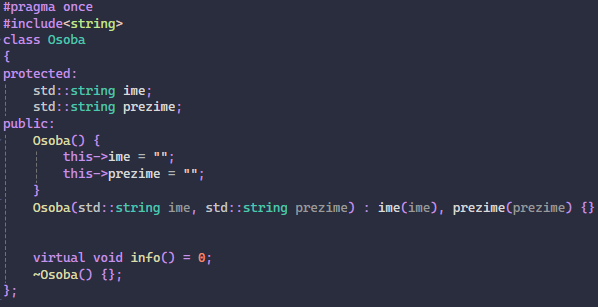 #pragma once
#include<string>
class Osoba
{
protected:
    std::string ime;
    std::string prezime;
public:
    Osoba() {
        this->ime = "";
        this->prezime = "";
    }
    Osoba(std::string ime, std::string prezime) : ime(ime), prezime(prezime) {}
    virtual void info() = 0;
    ~Osoba() {};
};